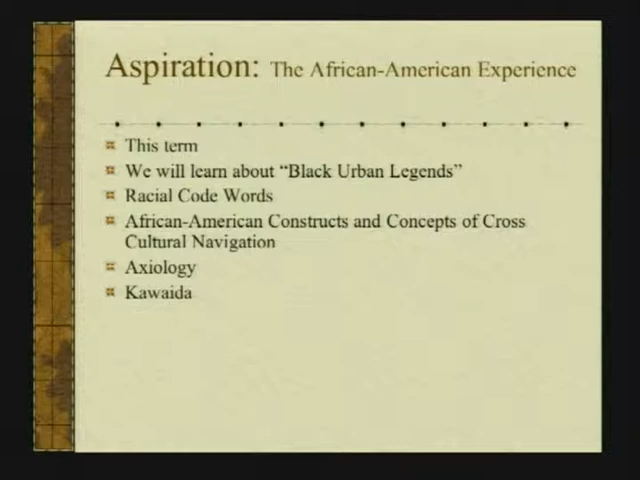 Aspiration: The African-American Experience
This term
We will learn about “Black Urban Legends”
Racial Code Words
African-American Constructs and Concepts of Cross
Cultural Navigation
Axiology
Kawaida